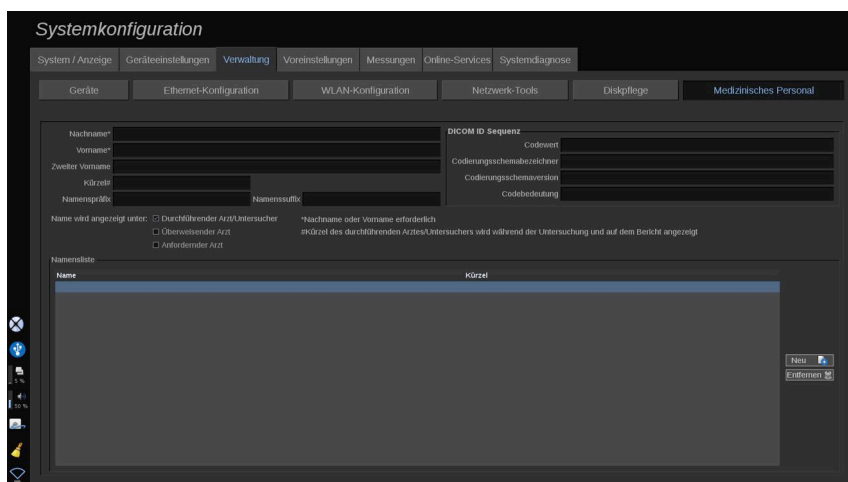 Systemkonfiguration
System / Anzeige Geräteeinstellungen Verwaltung Voreinstellungen Messungen Online-Services Systemdiagnose
Geräte Ethernet-Konfiguration WLAN-Konfiguration Netzwerk-Tools Diskpflege Medizinisches Personal
Nachname*
Vorname*
Zweiter Vorname
Kürzel#
Namenspräfix Namenssuffix
DICOM ID Sequenz
Codewert
Codierungsschemabezeichner
Codierungsschemaversion
Codebedeutung
Name wird angezeigt unter: Durchführender Arzt/Untersucher *Nachname oder Vorname erforderlich
Überweisender Arzt #Kürzel des durchführenden Arztes/Untersuchers wird während der Untersuchung und auf dem Bericht angezeigt
Anfordernder Arzt
Namensliste
Name Kürzel
Neu
Entfernen
5 %
50 %